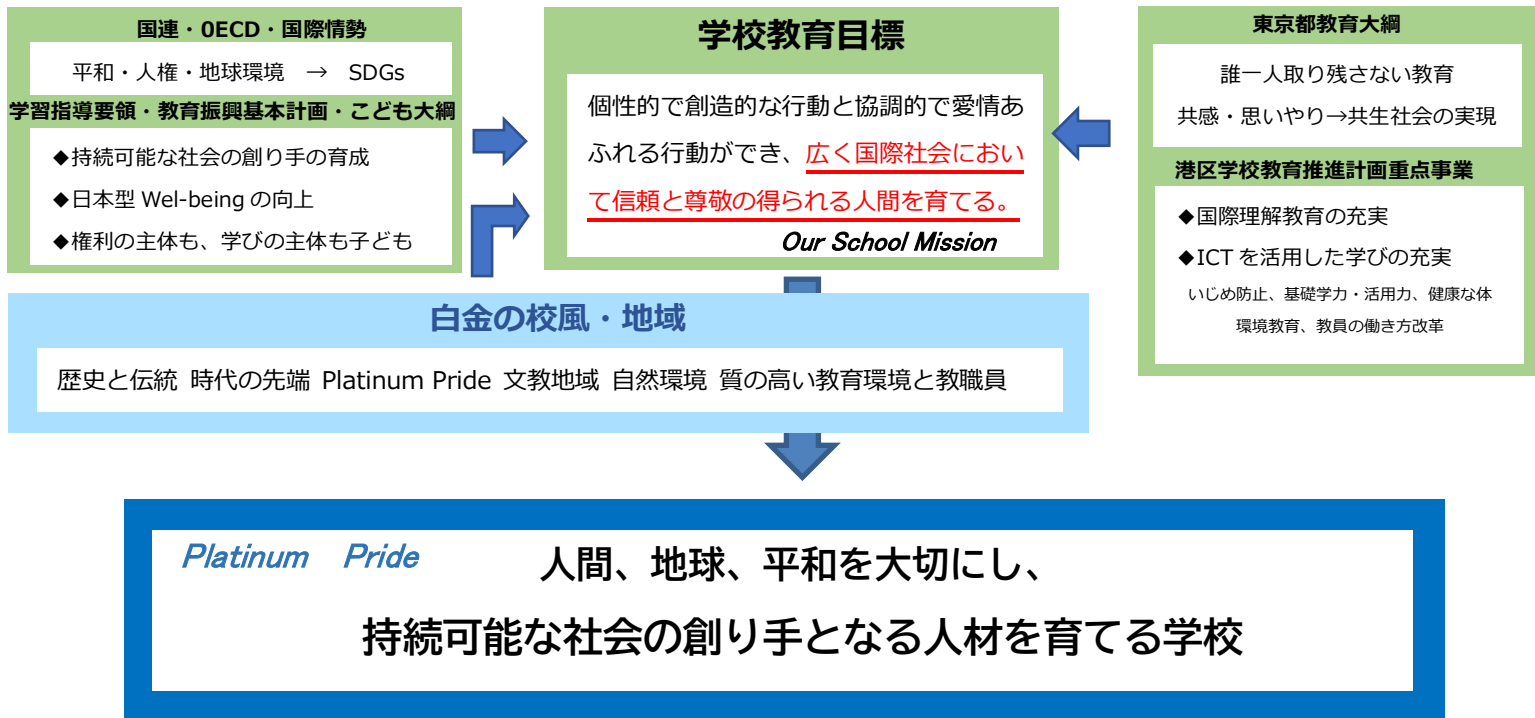 国連・0ECD・国際情勢
平和・人権・地球環境 → SDGs
学習指導要領・教育振興基本計画・こども大綱
◆持続可能な社会の創り手の育成
◆日本型 Wel-being の向上
◆権利の主体も、学びの主体も子ども
学校教育目標
個性的で創造的な行動と協調的で愛情あ
ふれる行動ができ、広く国際社会におい
て信頼と尊敬の得られる人間を育てる。
Our School Mission
東京都教育大綱
誰一人取り残さない教育
共感・思いやり→共生社会の実現
港区学校教育推進計画重点事業
◆国際理解教育の充実
◆ICT を活用した学びの充実
いじめ防止、基礎学力・活用力、健康な体
環境教育、教員の働き方改革
白金の校風・地域
歴史と伝統 時代の先端 Platinum Pride 文教地域 自然環境 質の高い教育環境と教職員
Platinum Pride
人間、地球、平和を大切にし、
持続可能な社会の創り手となる人材を育てる学校